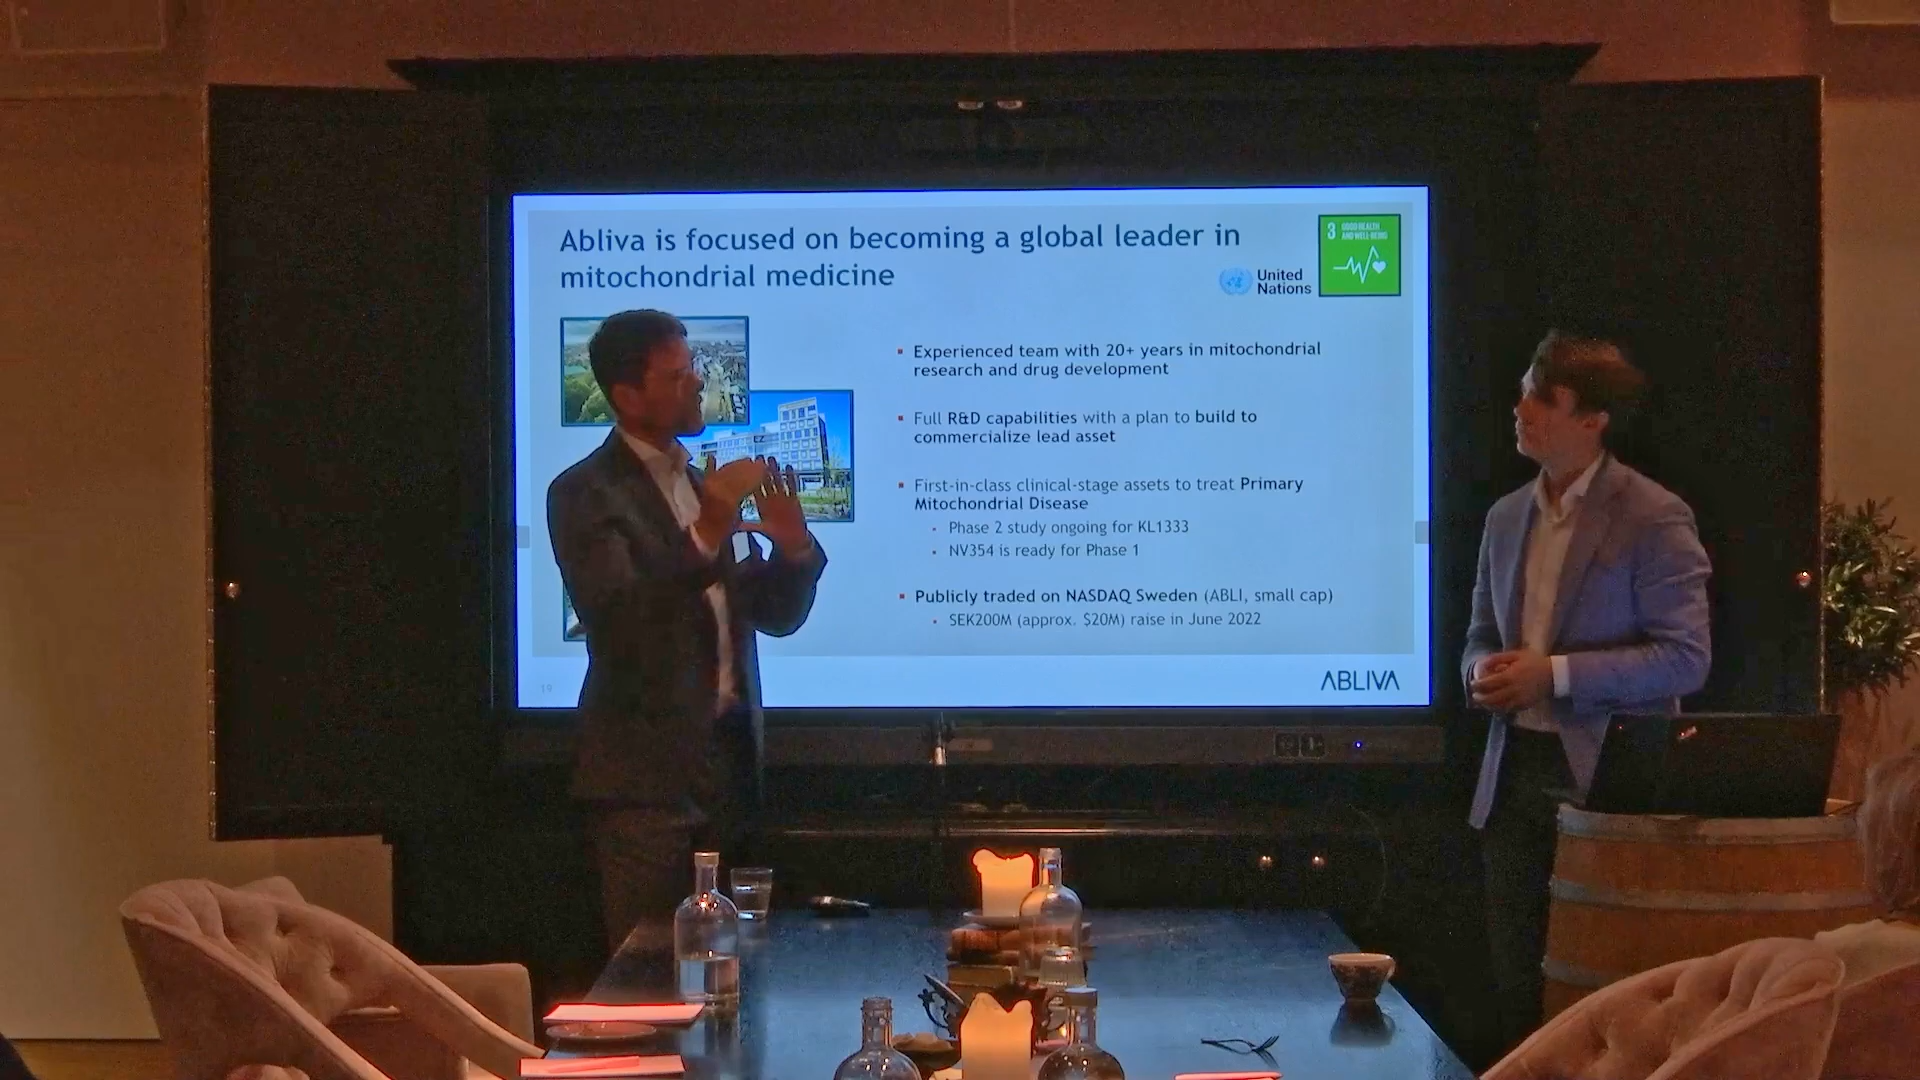 Abliva is focused on becoming a global leader in
mitochondrial medicine
United
Nations
3 GOOD HEALTH
AND WELL-BEING
▪ Experienced team with 20+ years in mitochondrial
research and drug development
▪ Full R&D capabilities with a plan to build to
commercialize lead asset
▪ First-in-class clinical-stage assets to treat Primary
Mitochondrial Disease
▪ Phase 2 study ongoing for KL1333
▪ NV354 is ready for Phase 1
▪ Publicly traded on NASDAQ Sweden (ABLI, small cap)
▪ SEK200M (approx. $20M) raise in June 2022
19
ABLIVA